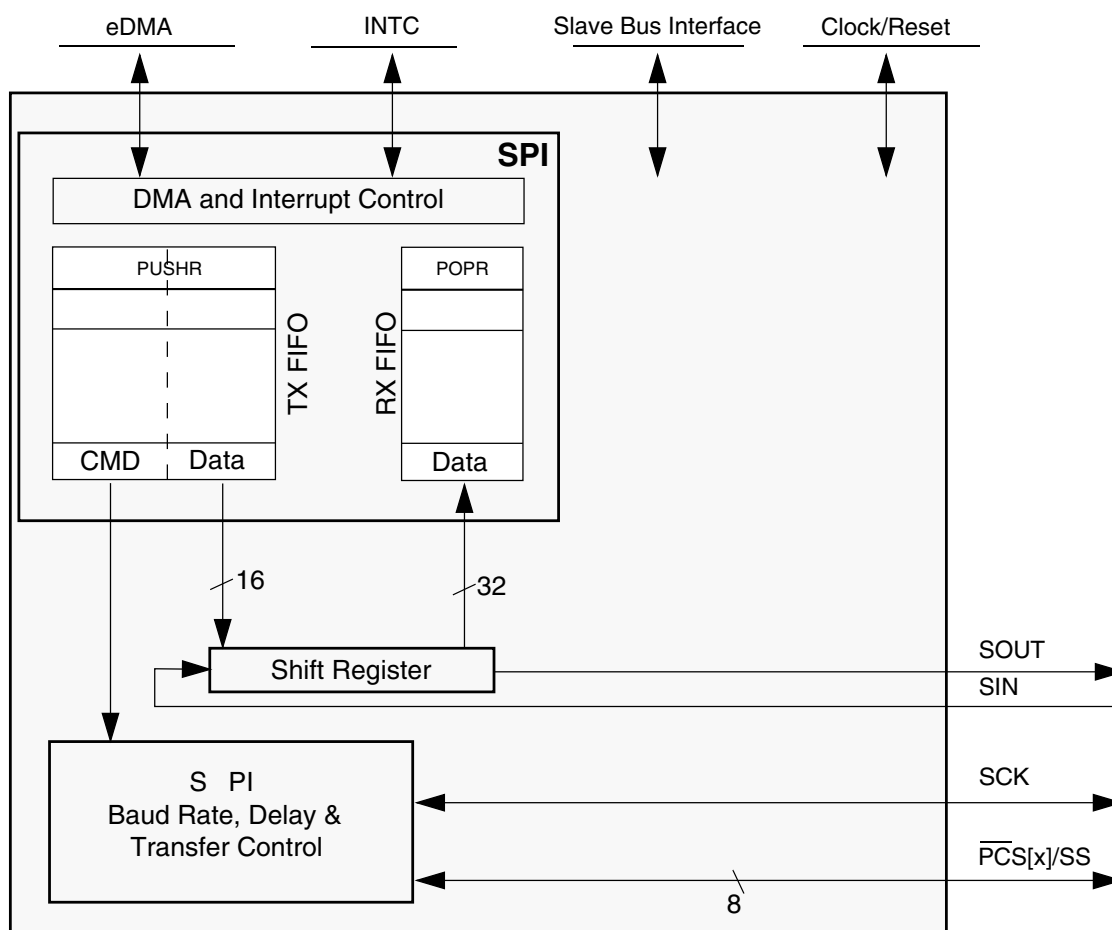 eDMA
INTC
Slave Bus Interface
Clock/Reset
SPI
DMA and Interrupt Control
PUSHR
POPR
TX FIFO
RX FIFO
CMD
Data
Data
16
32
Shift Register
SOUT
SIN
S PI
Baud Rate, Delay &
Transfer Control
SCK
PCS[x]/SS
8